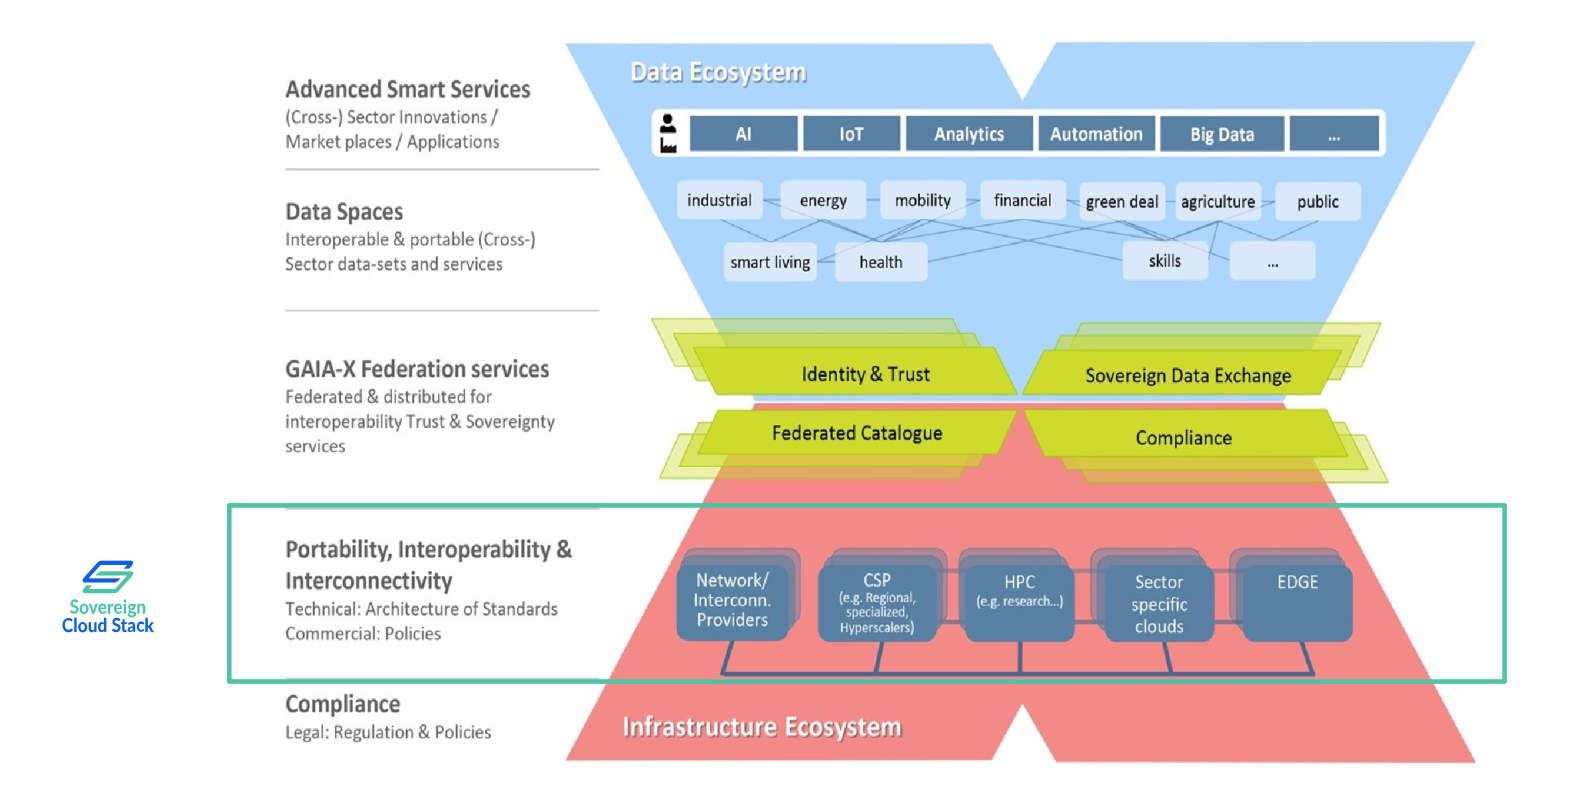 Data Ecosystem
Advanced Smart Services
(Cross-) Sector Innovations /
Market places / Applications
AI
IoT
Analytics
Automation
Big Data
...
Data Spaces
Interoperable & portable (Cross-)
Sector data-sets and services
industrial
energy
mobility
financial
green deal
agriculture
public
smart living
health
skills
...
GAIA-X Federation services
Federated & distributed for
interoperability Trust & Sovereignty
services
Identity & Trust
Sovereign Data Exchange
Federated Catalogue
Compliance
Sovereign
Cloud Stack
Portability, Interoperability &
Interconnectivity
Technical: Architecture of Standards
Commercial: Policies
Network/
Interconn.
Providers
CSP
(e.g. Regional,
specialized,
Hyperscalers)
HPC
(e.g. research...)
Sector
specific
clouds
EDGE
Compliance
Legal: Regulation & Policies
Infrastructure Ecosystem